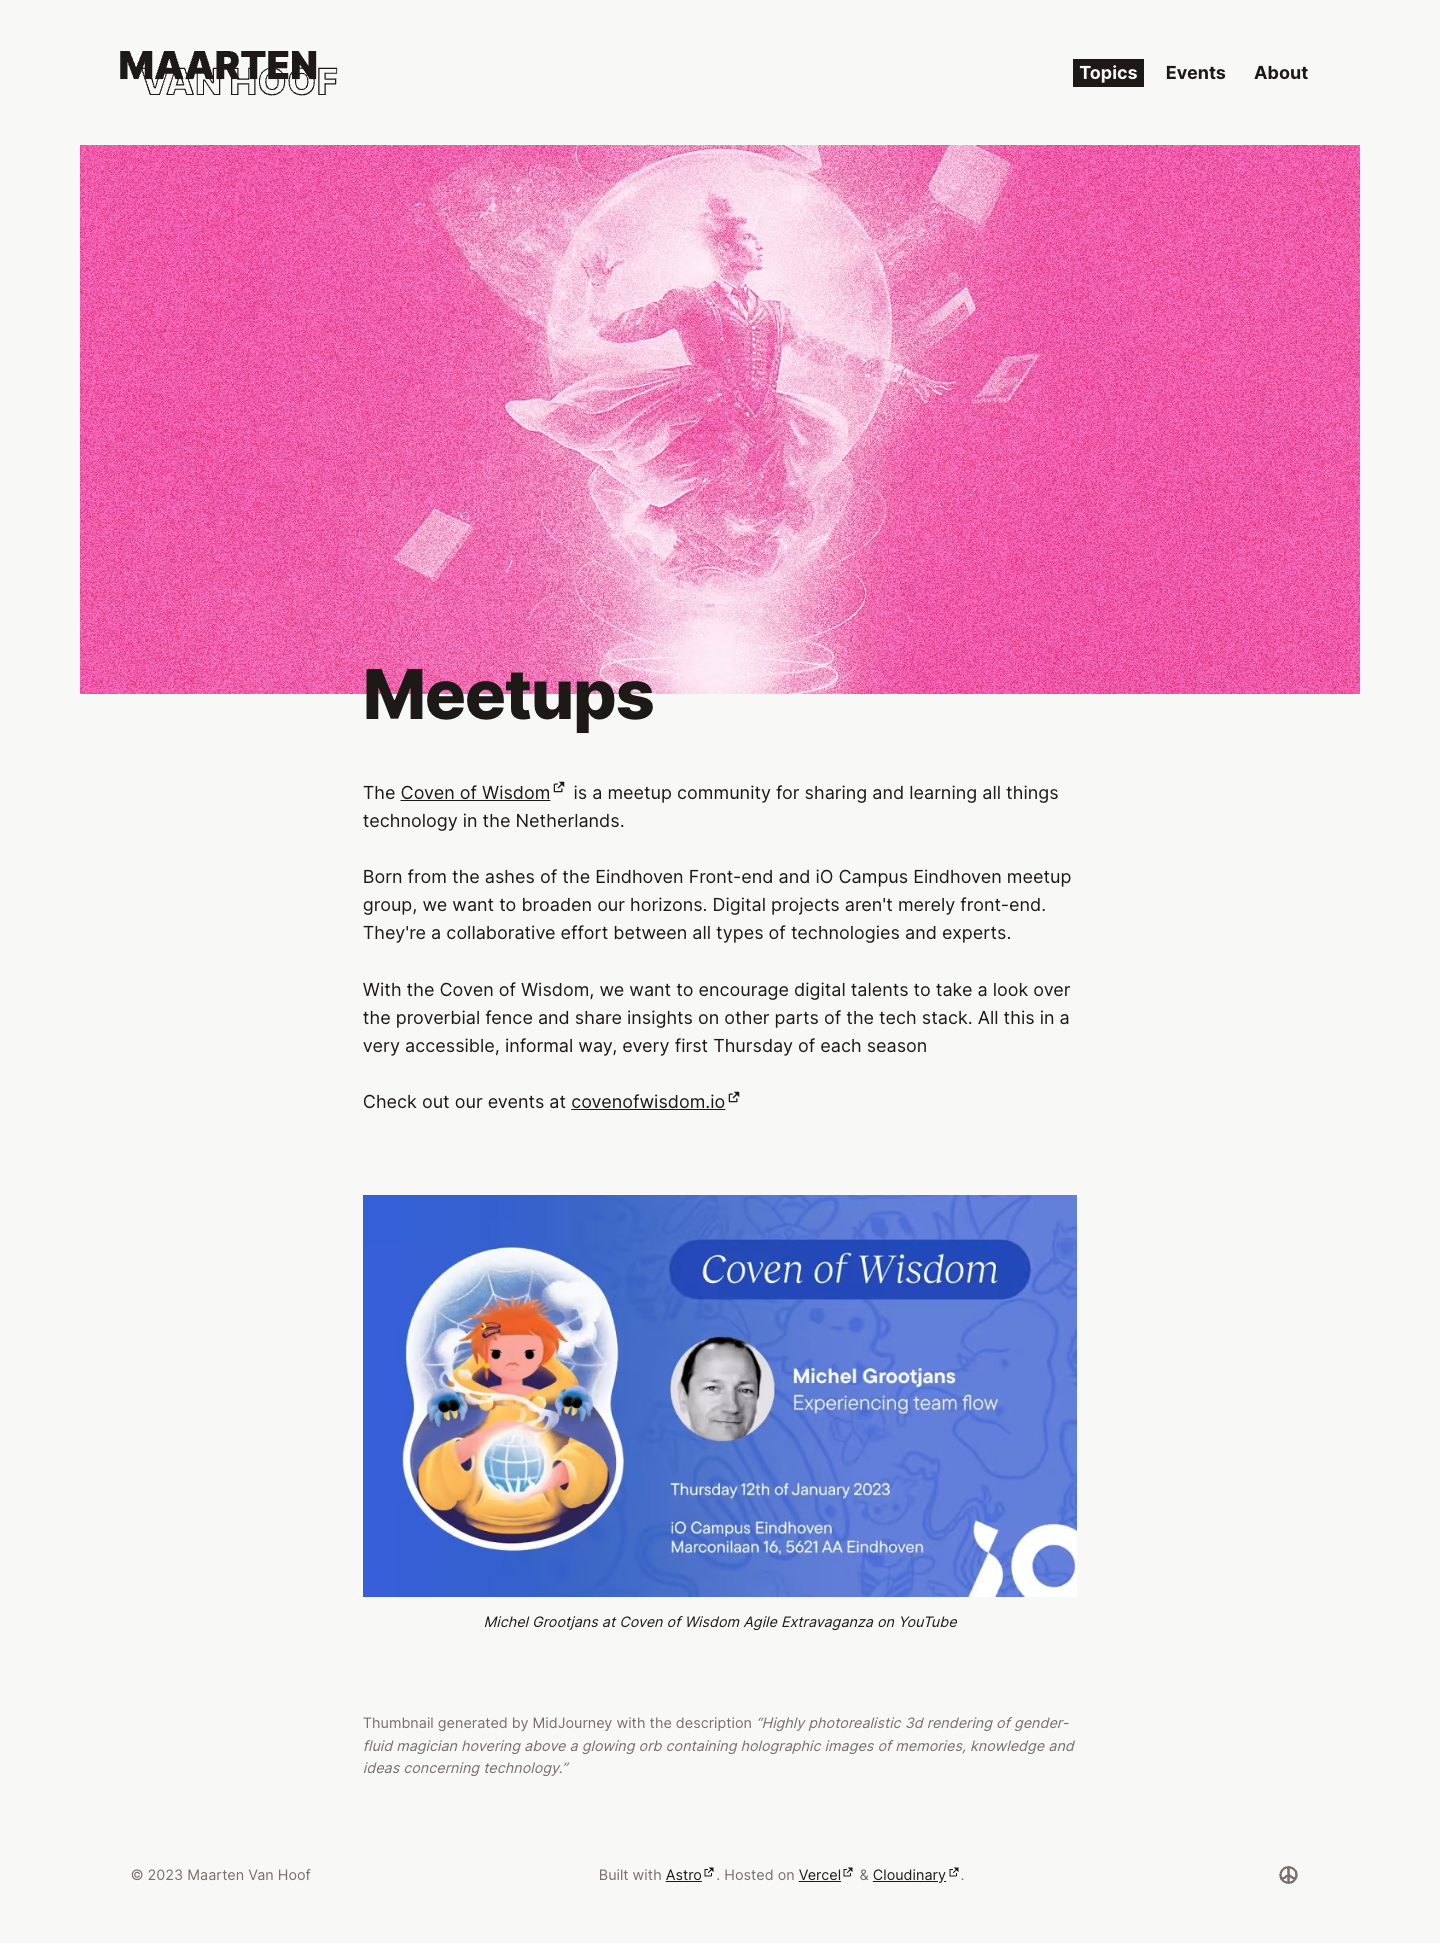 MAARTEN
VAN HOOF
Topics Events About
Meetups
The Coven of Wisdom is a meetup community for sharing and learning all things
technology in the Netherlands.
Born from the ashes of the Eindhoven Front-end and iO Campus Eindhoven meetup
group, we want to broaden our horizons. Digital projects aren't merely front-end.
They're a collaborative effort between all types of technologies and experts.
With the Coven of Wisdom, we want to encourage digital talents to take a look over
the proverbial fence and share insights on other parts of the tech stack. All this in a
very accessible, informal way, every first Thursday of each season
Check out our events at covenofwisdom.io
Coven of Wisdom
Michel Grootjans
Experiencing team flow
Thursday 12th of January 2023
iO Campus Eindhoven
Marconilaan 16, 5621 AA Eindhoven
iO
Michel Grootjans at Coven of Wisdom Agile Extravaganza on YouTube
Thumbnail generated by MidJourney with the description “Highly photorealistic 3d rendering of gender-
fluid magician hovering above a glowing orb containing holographic images of memories, knowledge and
ideas concerning technology.”
© 2023 Maarten Van Hoof
Built with Astro. Hosted on Vercel & Cloudinary.